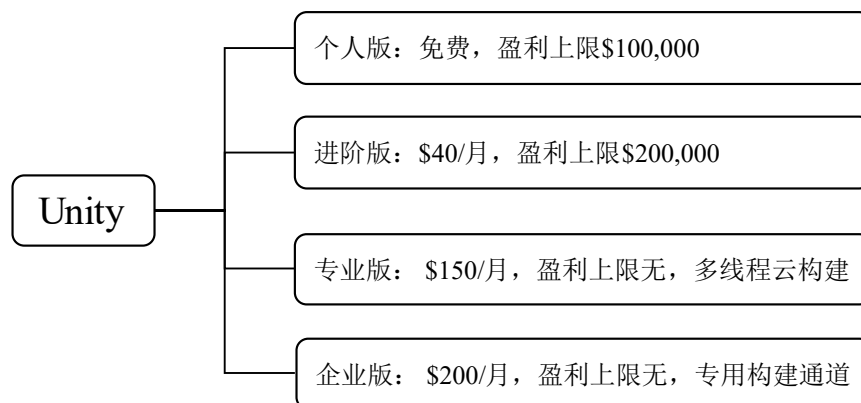 个人版：免费，盈利上限$100,000
进阶版：$40/月，盈利上限$200,000
Unity
专业版： $150/月，盈利上限无，多线程云构建
企业版： $200/月，盈利上限无，专用构建通道